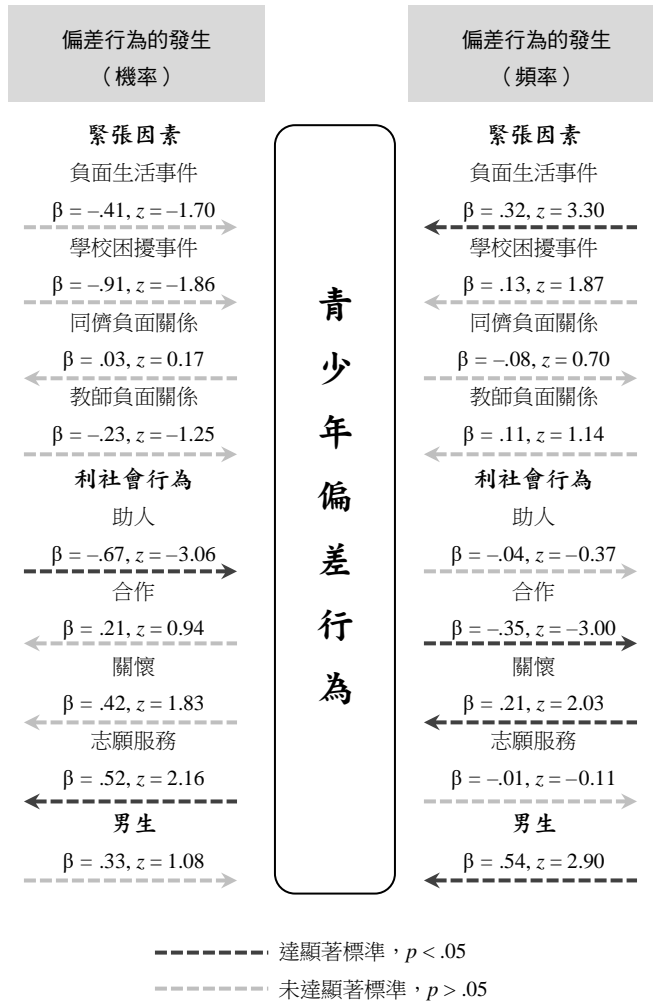 偏差行為的發生
（機率）
緊張因素
負面生活事件
β = –.41, z = –1.70
學校困擾事件
β = –.91, z = –1.86
同儕負面關係
β = .03, z = 0.17
教師負面關係
β = –.23, z = –1.25
利社會行為
助人
β = –.67, z = –3.06
合作
β = .21, z = 0.94
關懷
β = .42, z = 1.83
志願服務
β = .52, z = 2.16
男生
β = .33, z = 1.08
青少年偏差行為
偏差行為的發生
（頻率）
緊張因素
負面生活事件
β = .32, z = 3.30
學校困擾事件
β = .13, z = 1.87
同儕負面關係
β = –.08, z = 0.70
教師負面關係
β = .11, z = 1.14
利社會行為
助人
β = –.04, z = –0.37
合作
β = –.35, z = –3.00
關懷
β = .21, z = 2.03
志願服務
β = –.01, z = –0.11
男生
β = .54, z = 2.90
達顯著標準，p < .05
未達顯著標準，p > .05